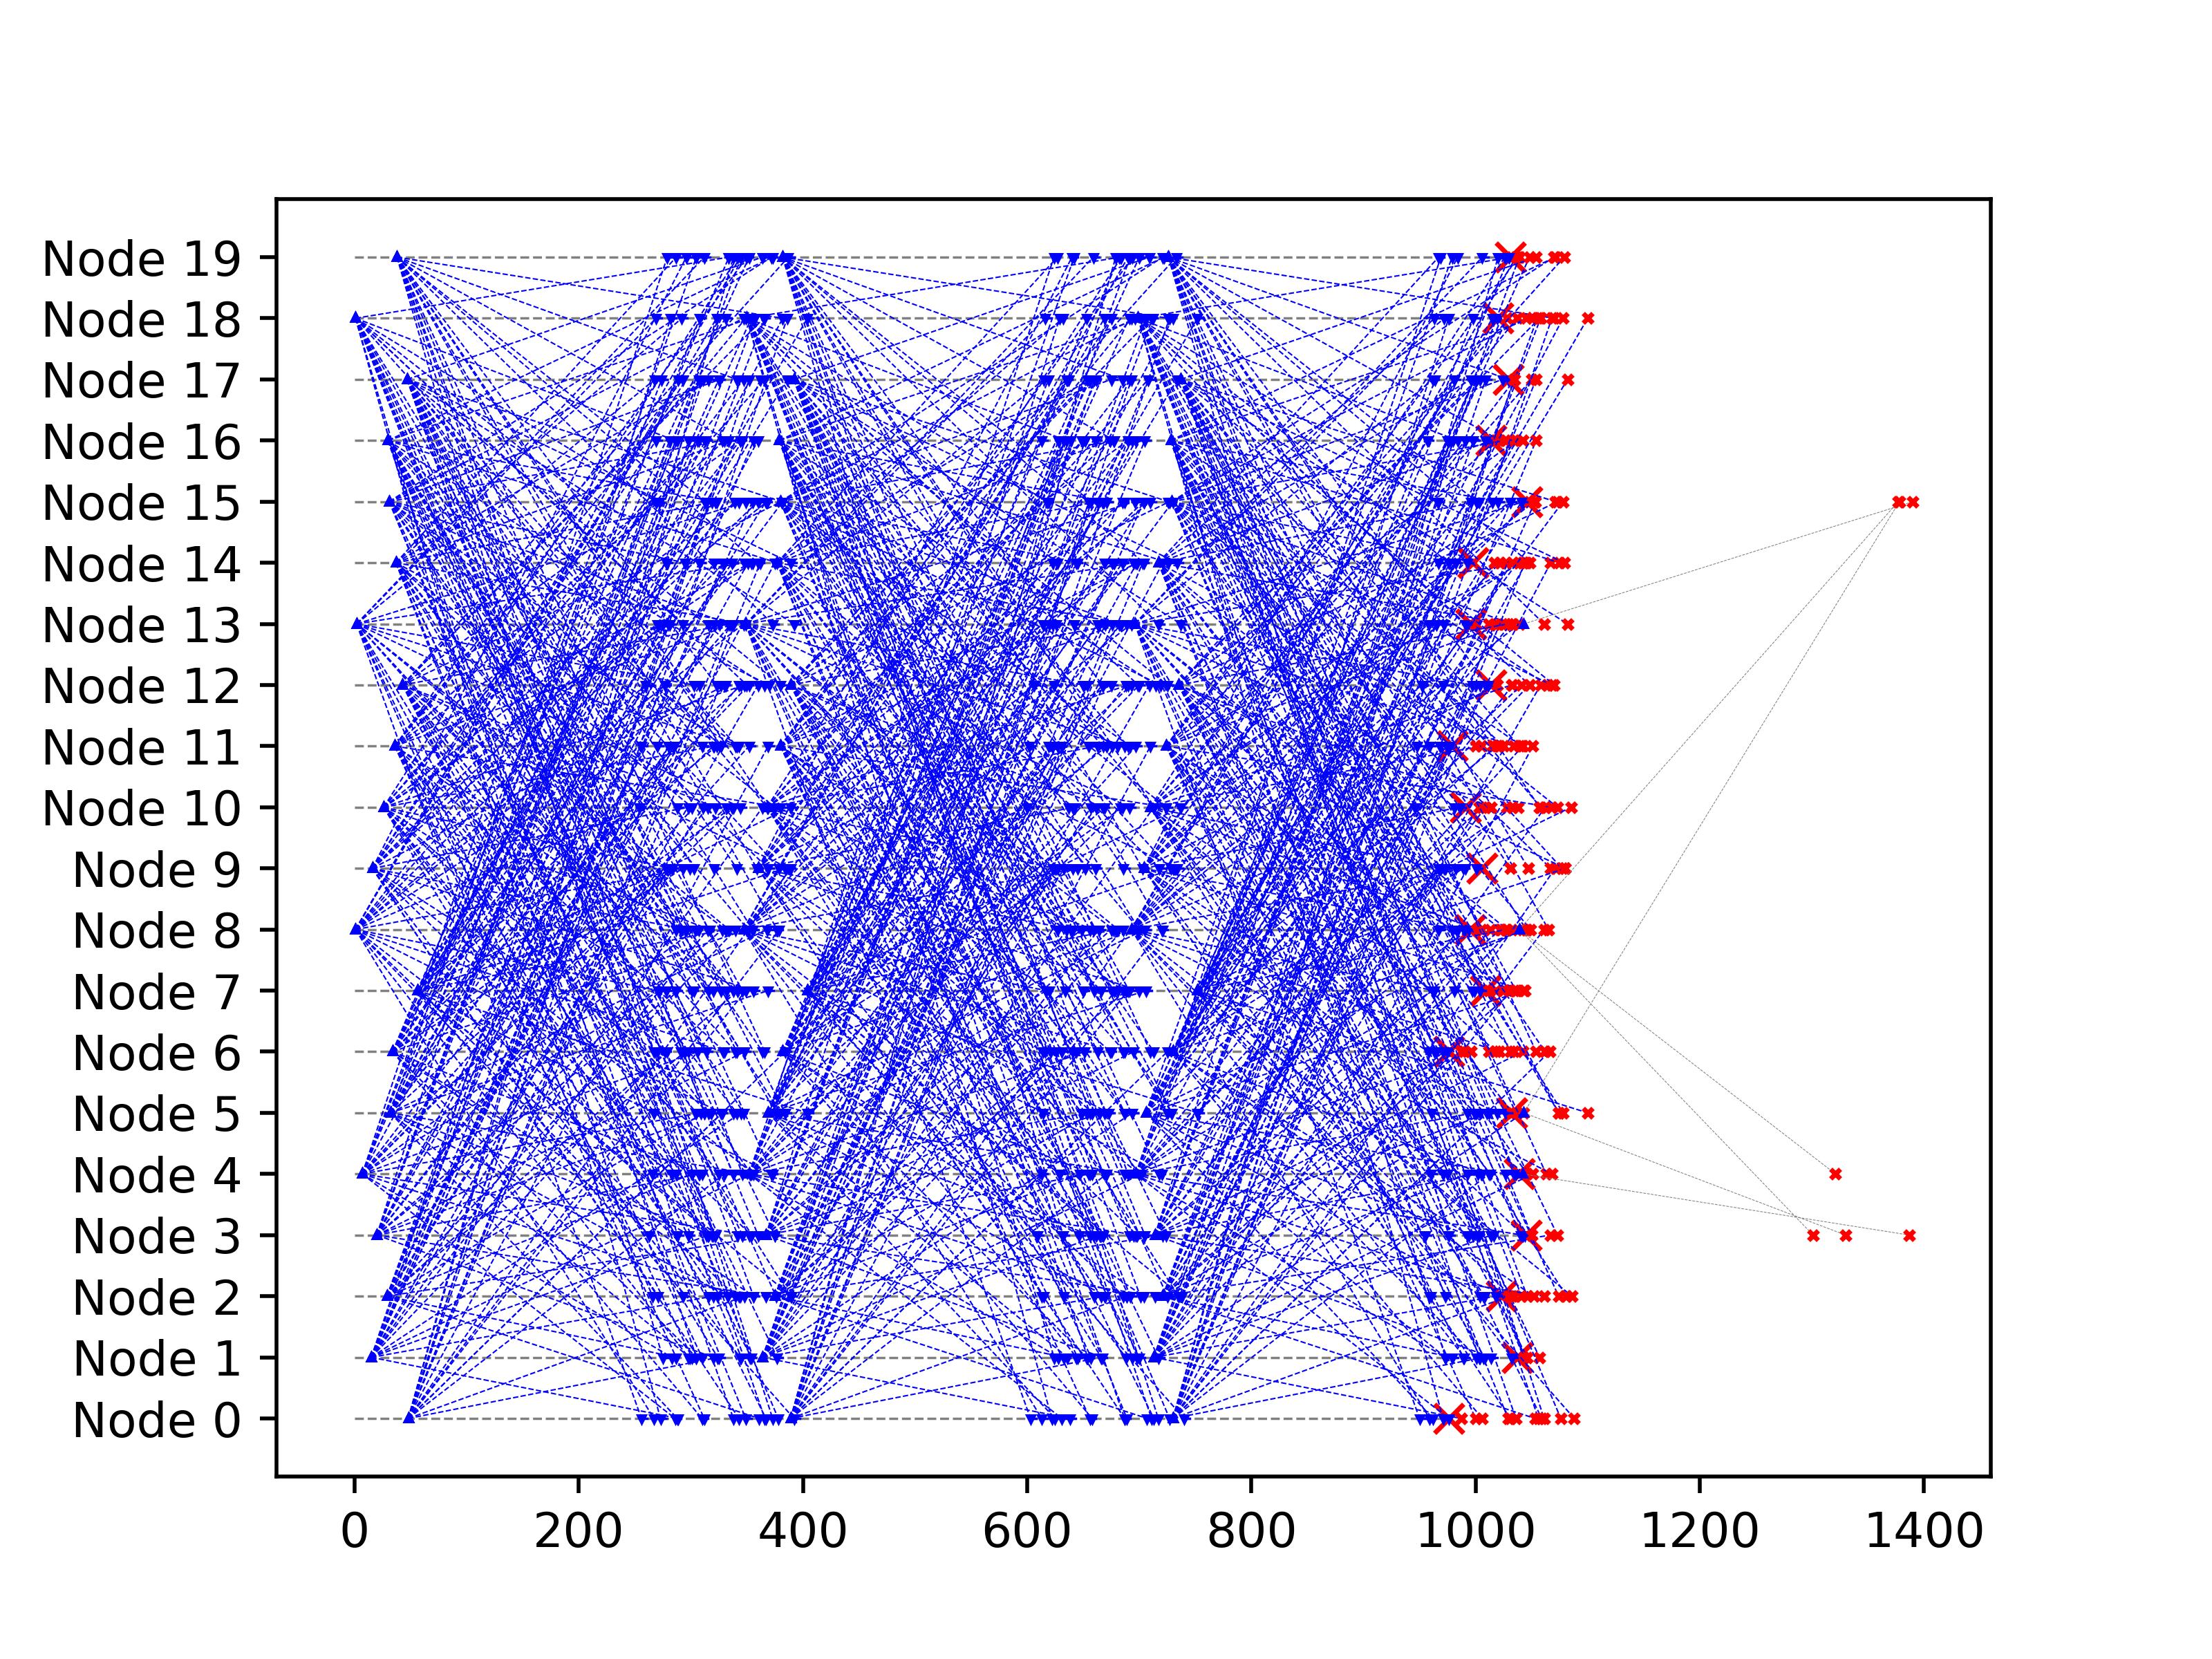 Node 19
Node 18
Node 17
Node 16
Node 15
Node 14
Node 13
Node 12
Node 11
Node 10
Node 9
Node 8
Node 7
Node 6
Node 5
Node 4
Node 3
Node 2
Node 1
Node 0
0 200 400 600 800 1000 1200 1400